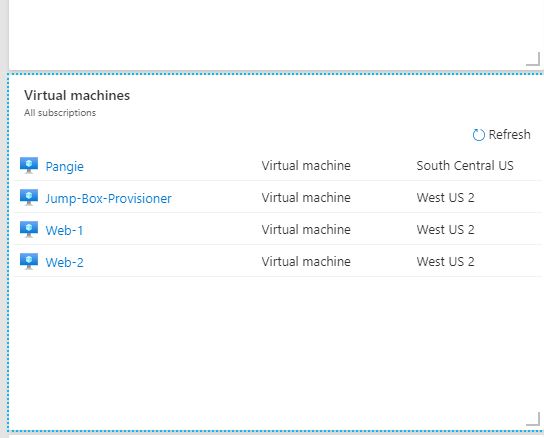 Virtual machines
All subscriptions
Refresh
Pangie Virtual machine South Central US
Jump-Box-Provisioner Virtual machine West US 2
Web-1 Virtual machine West US 2
Web-2 Virtual machine West US 2